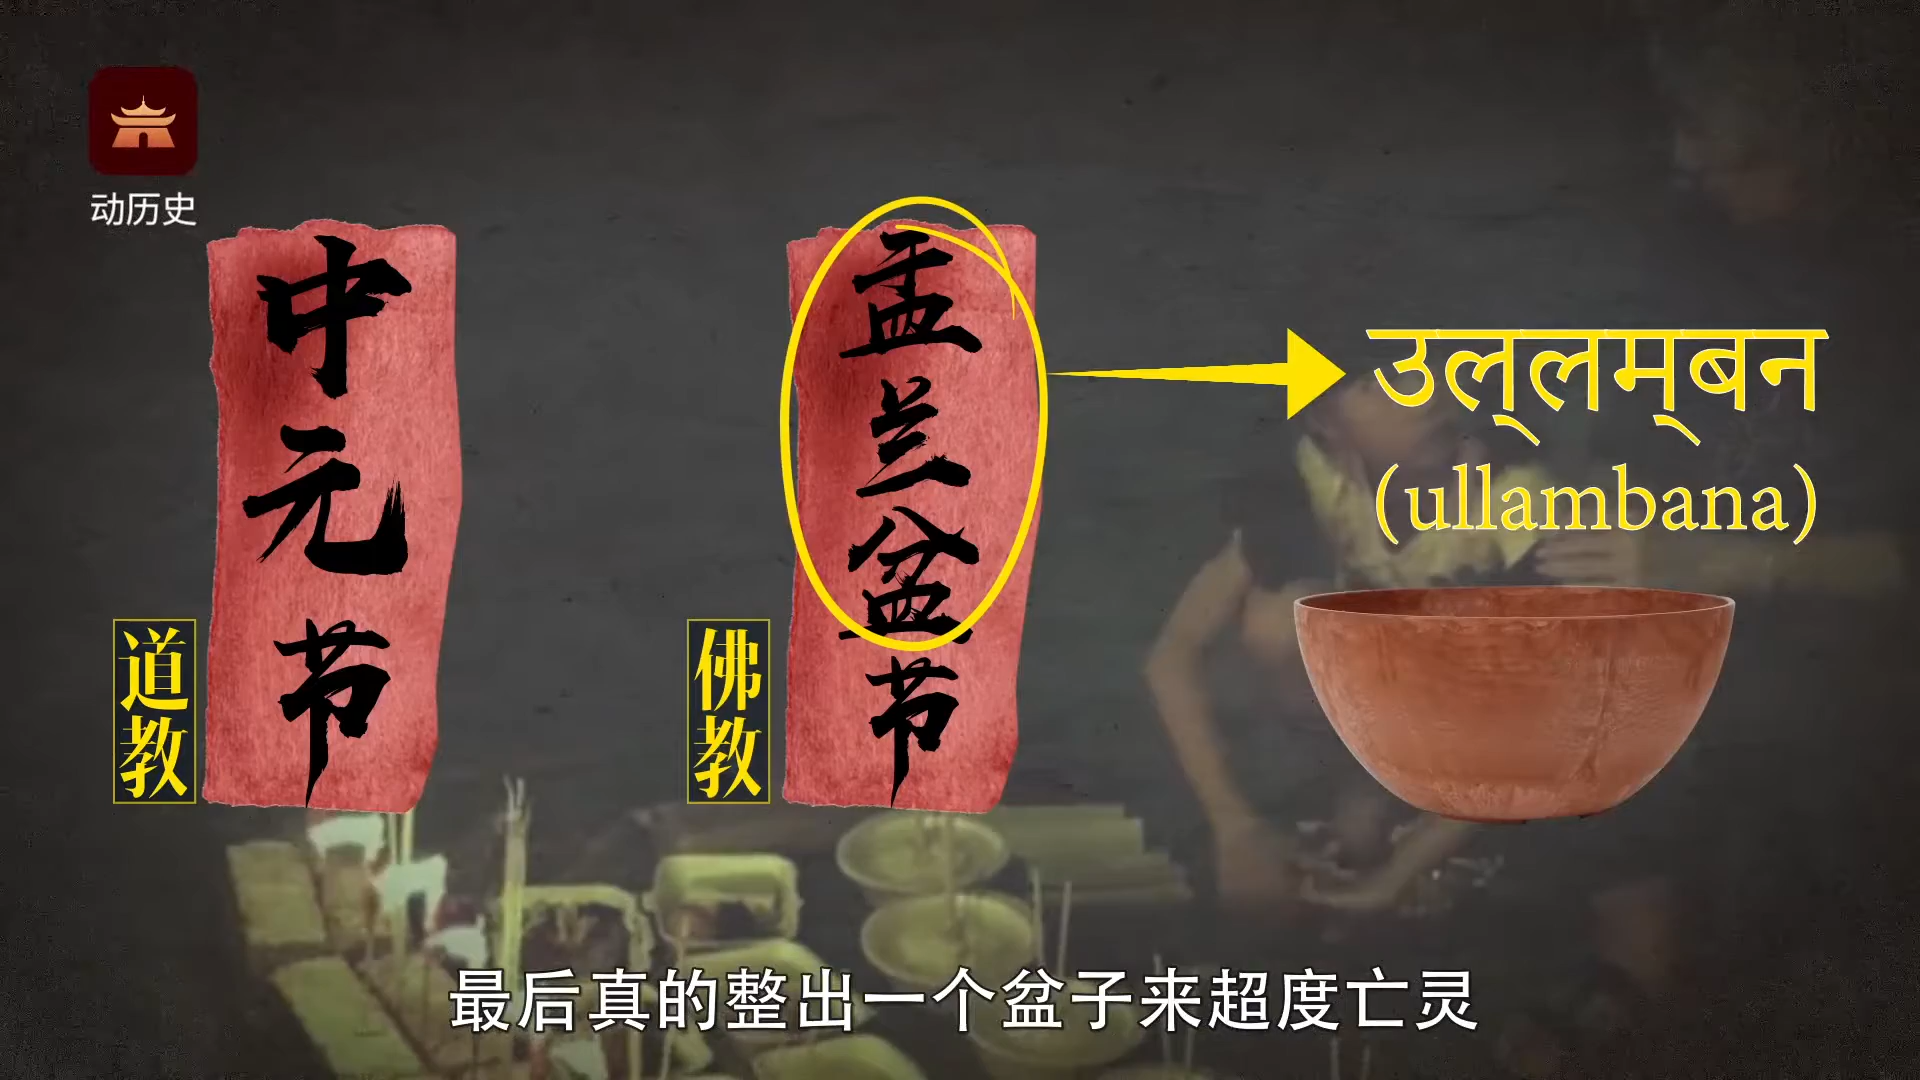 动历史
中元节
道教
盂兰盆节
佛教
उल्‌लम्‌बन
(ullambana)
最后真的整出一个盆子来超度亡灵